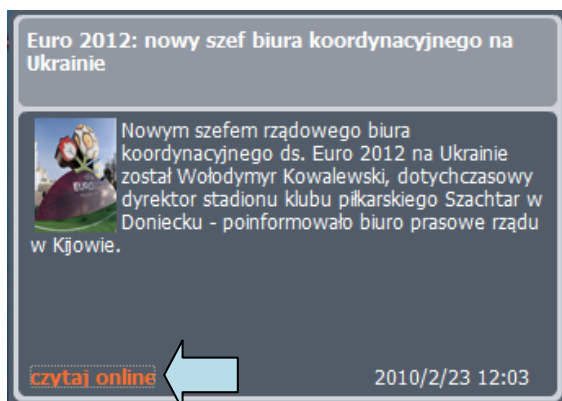 Euro 2012: nowy szef biura koordynacyjnego na
Ukrainie
Nowym szefem rządowego biura
koordynacyjnego ds. Euro 2012 na Ukrainie
został Wołodymyr Kowalewski, dotychczasowy
dyrektor stadionu klubu piłkarskiego Szachtar w
Doniecku - poinformowało biuro prasowe rządu
w Kijowie.
czytaj online
2010/2/23 12:03